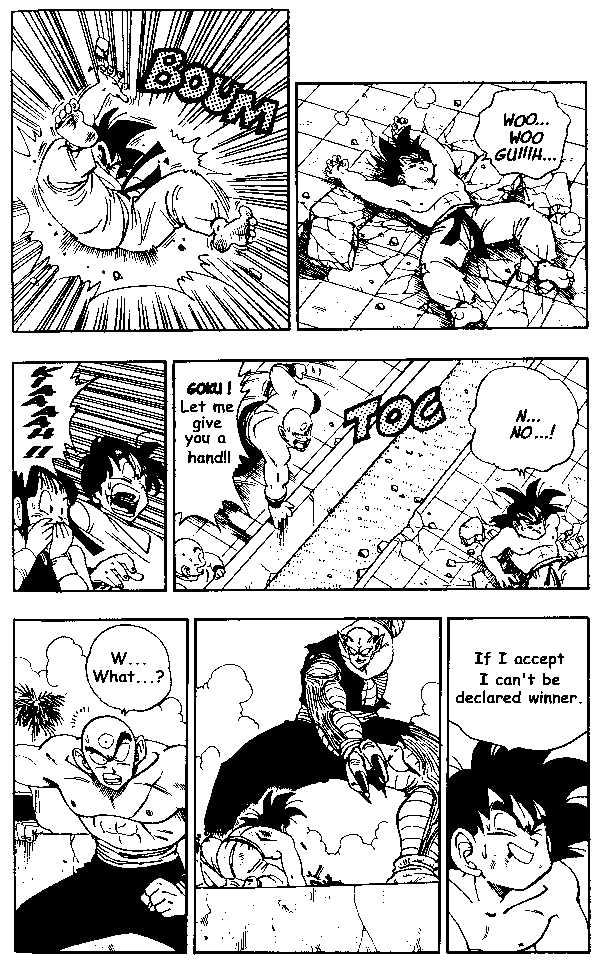 BOUM
WOO...
WOO
GUIIIH...
KYAAAH!!
GOKU!
Let me
give
you a
hand!!
TOC
N...
NO...!
W...
What...?
If I accept
I can't be
declared winner.